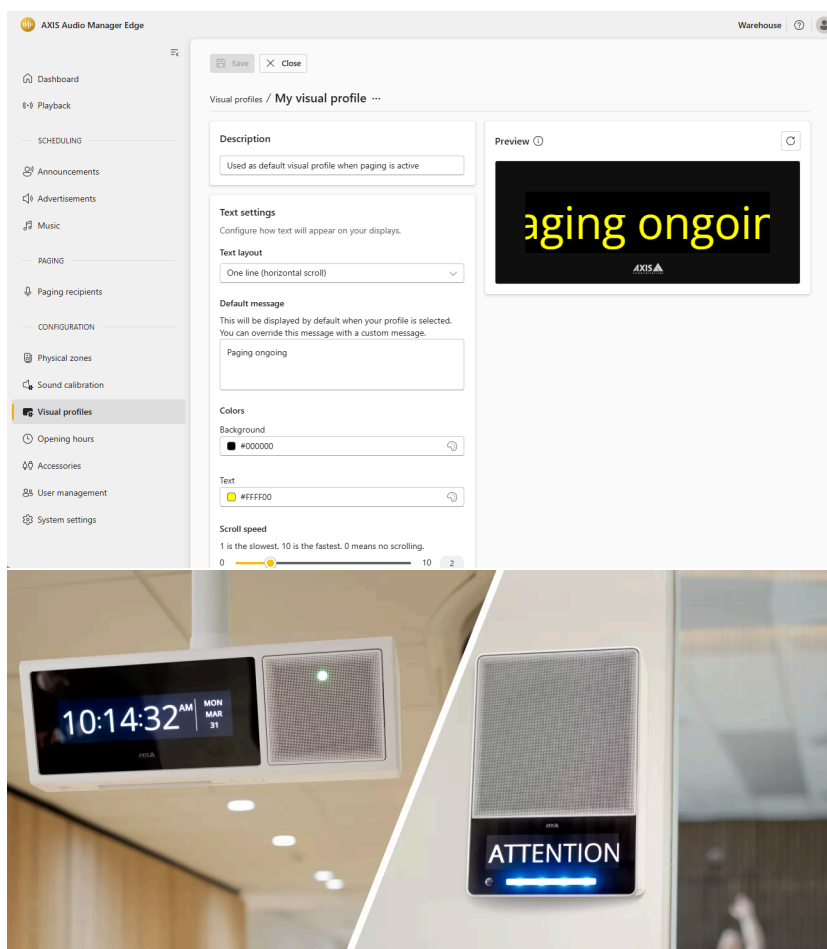 AXIS Audio Manager Edge
Warehouse
Dashboard
Playback
SCHEDULING
Announcements
Advertisements
Music
PAGING
Paging recipients
CONFIGURATION
Physical zones
Sound calibration
Visual profiles
Opening hours
Accessories
User management
System settings
Save
Close
Visual profiles / My visual profile ···
Description
Used as default visual profile when paging is active
Text settings
Configure how text will appear on your displays.
Text layout
One line (horizontal scroll)
Default message
This will be displayed by default when your profile is selected.
You can override this message with a custom message.
Paging ongoing
Colors
Background
#000000
Text
#FFFF00
Scroll speed
1 is the slowest, 10 is the fastest. 0 means no scrolling.
0 10 2
Preview
aging ongoin
AXIS
COMMUNICATIONS
10:14:32 AM
MON
MAR
31
AXIS
AXIS
ATTENTION